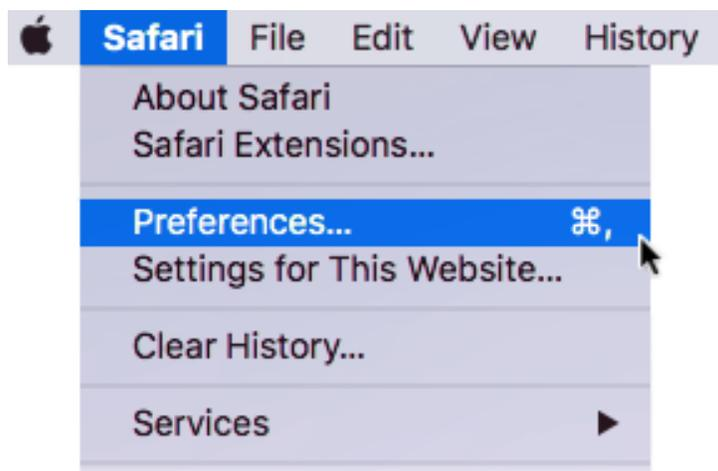 Safari File Edit View History
About Safari
Safari Extensions...
Preferences... ⌘,
Settings for This Website...
Clear History...
Services